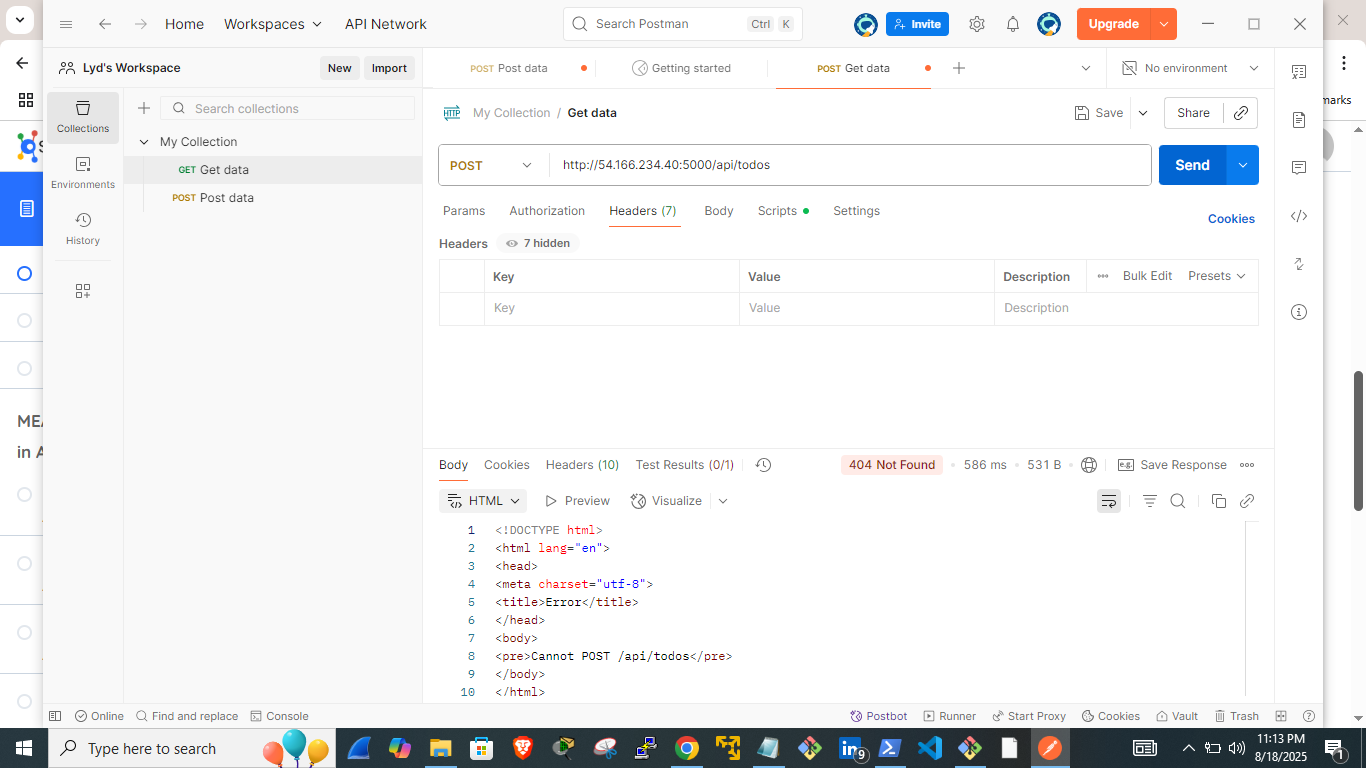 Home
Workspaces
API Network
Search Postman
Ctrl
K
Invite
Upgrade
Lyd's Workspace
New
Import
POST Post data
Getting started
POST Get data
No environment
marks
Collections
Environments
History
Search collections
My Collection
GET Get data
POST Post data
HTTP
My Collection / Get data
Save
Share
POST
http://54.166.234.40:5000/api/todos
Send
Params
Authorization
Headers (7)
Body
Scripts
Settings
Cookies
Headers
7 hidden
Key
Value
Description
Bulk Edit
Presets
Key
Value
Description
MEA
in A
Body
Cookies
Headers (10)
Test Results (0/1)
404 Not Found
586 ms
531 B
e.g.
Save Response
HTML
Preview
Visualize
1 <!DOCTYPE html>
2 <html lang="en">
3 <head>
4 <meta charset="utf-8">
5 <title>Error</title>
6 </head>
7 <body>
8 <pre>Cannot POST /api/todos</pre>
9 </body>
10 </html>
Online
Find and replace
Console
Postbot
Runner
Start Proxy
Cookies
Vault
Trash
Type here to search
9
11:13 PM
8/18/2025
1